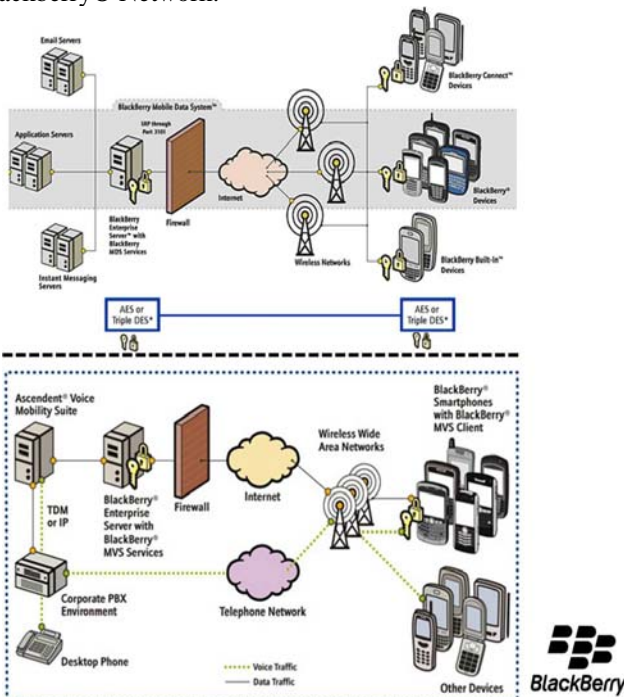 Email Servers
BlackBerry Connect™
Devices
BlackBerry Mobile Data System™
SRP through
Port 3101
Application Servers
Internet
BlackBerry®
Devices
BlackBerry
Enterprise
Server™ with
BlackBerry
MDS Services
Firewall
Wireless Networks
BlackBerry Built-In™
Devices
Instant Messaging
Servers
AES or
Triple DES*
AES or
Triple DES*
Ascendent® Voice
Mobility Suite
BlackBerry®
Smartphones
with BlackBerry®
MVS Client
Wireless Wide
Area Networks
TDM
or IP
BlackBerry®
Enterprise
Server with
BlackBerry®
MVS Services
Firewall
Internet
Corporate PBX
Environment
Telephone Network
Desktop Phone
Voice Traffic
Data Traffic
Other Devices
BlackBerry